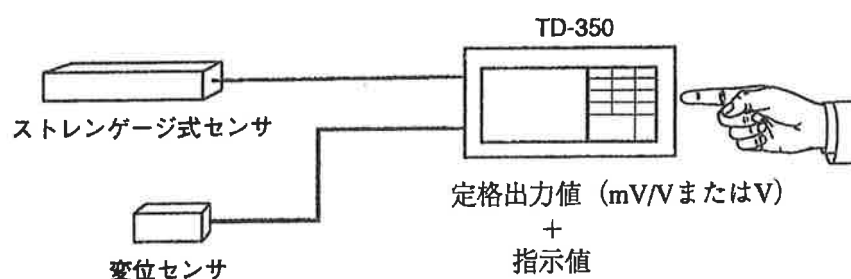 TD-350
ストレンゲージ式センサ
変位センサ
定格出力値（mV/VまたはV）
+
指示値